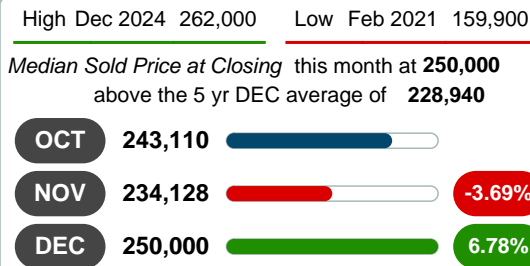 High Dec 2024 262,000 Low Feb 2021 159,900
Median Sold Price at Closing this month at 250,000
above the 5 yr DEC average of 228,940
OCT 243,110
NOV 234,128 -3.69%
DEC 250,000 6.78%